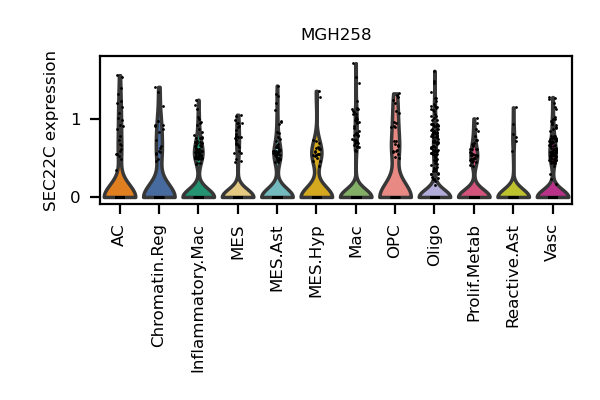 MGH258
SEC22C expression
1
0
AC
Chromatin.Reg
Inflammatory.Mac
MES
MES.Ast
MES.Hyp
Mac
OPC
Oligo
Prolif.Metab
Reactive.Ast
Vasc